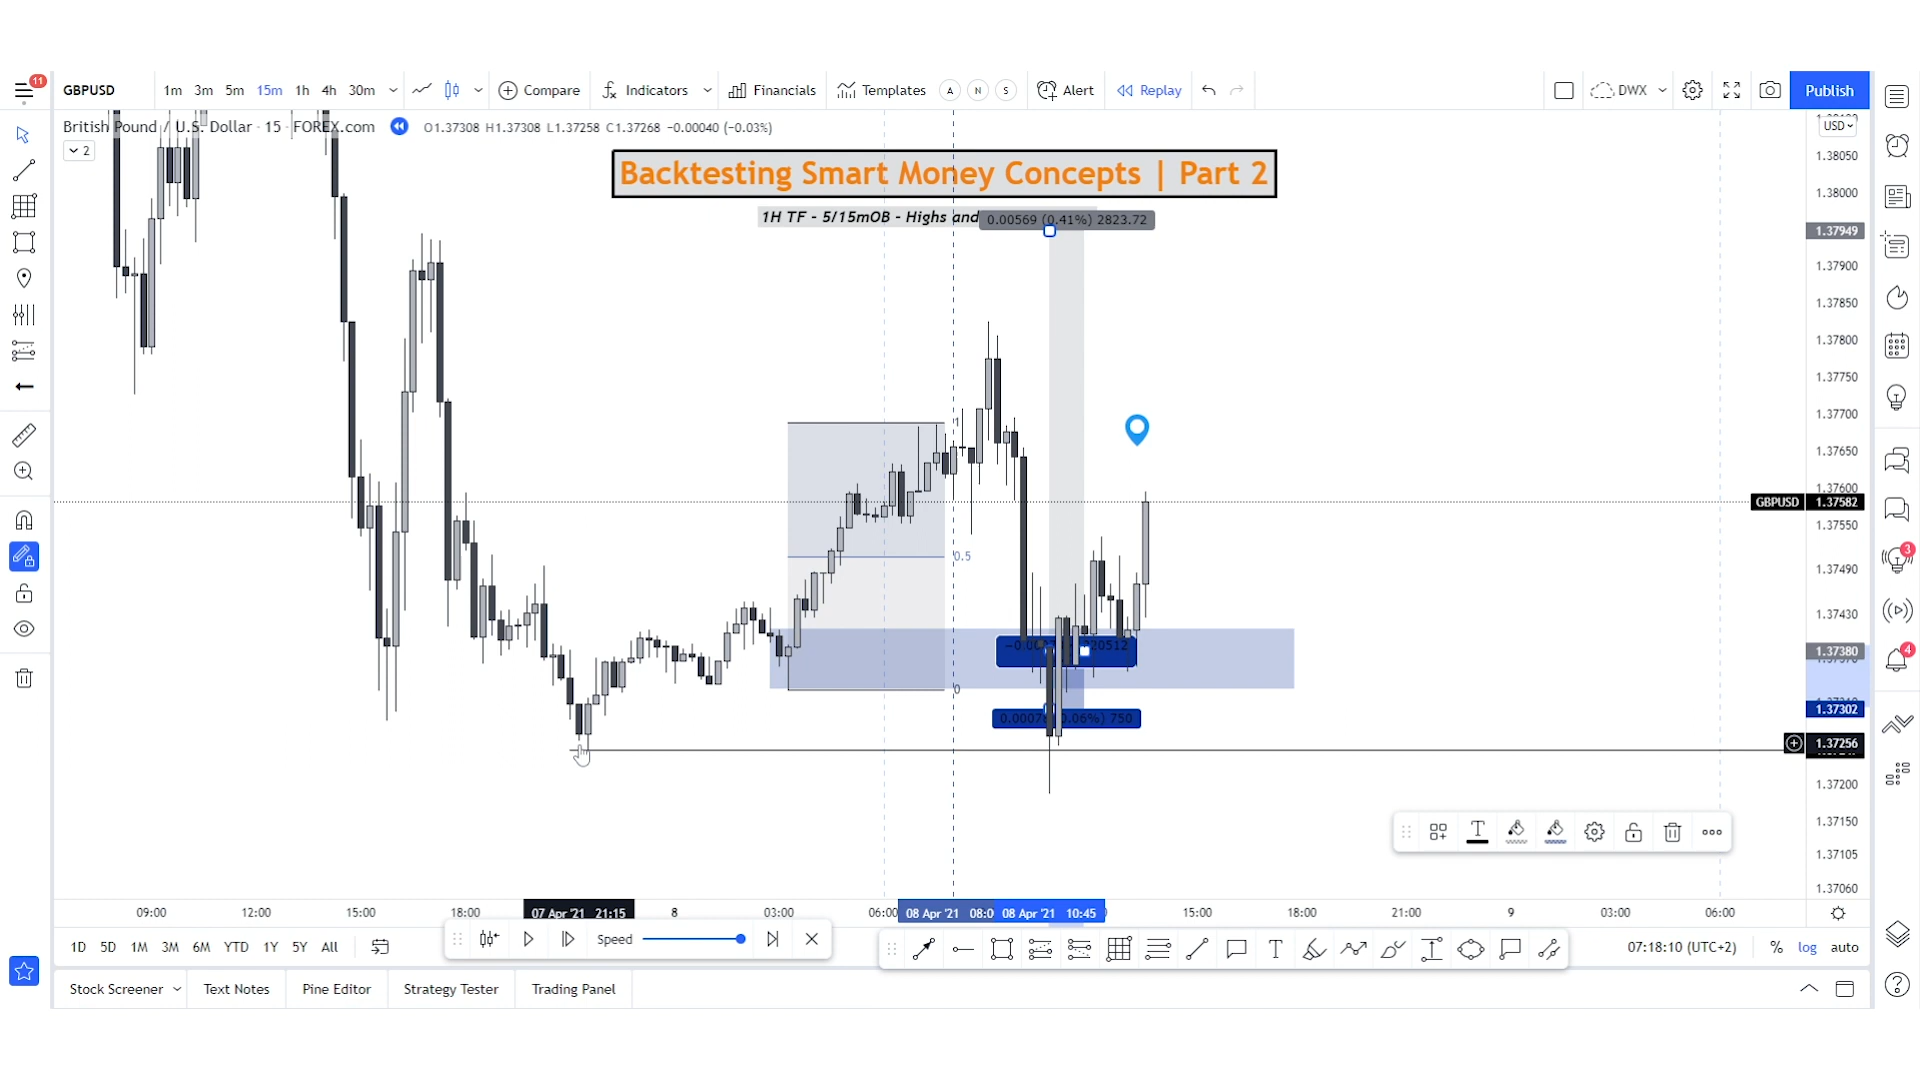 11
GBPUSD 1m 3m 5m 15m 1h 4h 30m Compare Indicators Financials Templates A N S Alert Replay DWX Publish
British Pound / U.S. Dollar · 15 · FOREX.com O1.37308 H1.37308 L1.37258 C1.37268 −0.00040 (−0.03%)
USD
2
1.38050
Backtesting Smart Money Concepts | Part 2
1.38000
1H TF - 5/15mOB - Highs and
0.00569 (0.41%) 2823.72
1.37949
1.37900
1.37850
1.37800
1.37750
1.37700
1
1.37650
1.37600
GBPUSD 1.37582
1.37550
0.5
3
1.37490
1.37430
1.37380
4
0
1.37302
750
1.37256
1.37200
1.37150
1.37105
1.37060
09:00 12:00 15:00 18:00 07 Apr '21 21:15 8 03:00 06:00 08 Apr '21 08:0 08 Apr '21 10:45 15:00 18:00 21:00 9 03:00 06:00
1D 5D 1M 3M 6M YTD 1Y 5Y All Speed T 07:18:10 (UTC+2) % log auto
Stock Screener Text Notes Pine Editor Strategy Tester Trading Panel